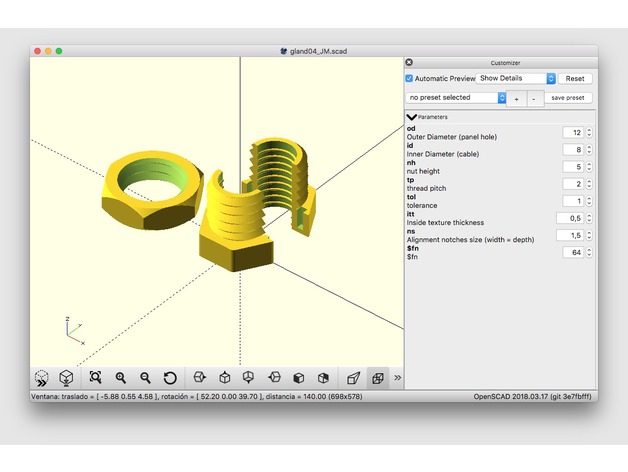 gland04_JM.scad
Customizer
Automatic Preview Show Details Reset
no preset selected + - save preset
Parameters
od
Outer Diameter (panel hole) 12
id
Inner Diameter (cable) 8
nh
nut height 5
tp
thread pitch 2
tol
tolerance 1
itt
Inside texture thickness 0,5
ns
Alignment notches size (width = depth) 1,5
$fn
$fn 64
z
y
x
»
Ventana: traslado = [ -5.88 0.55 4.58 ], rotación = [ 52.20 0.00 39.70 ], distancia = 140.00 (698x578) OpenSCAD 2018.03.17 (git 3e7fbfff)